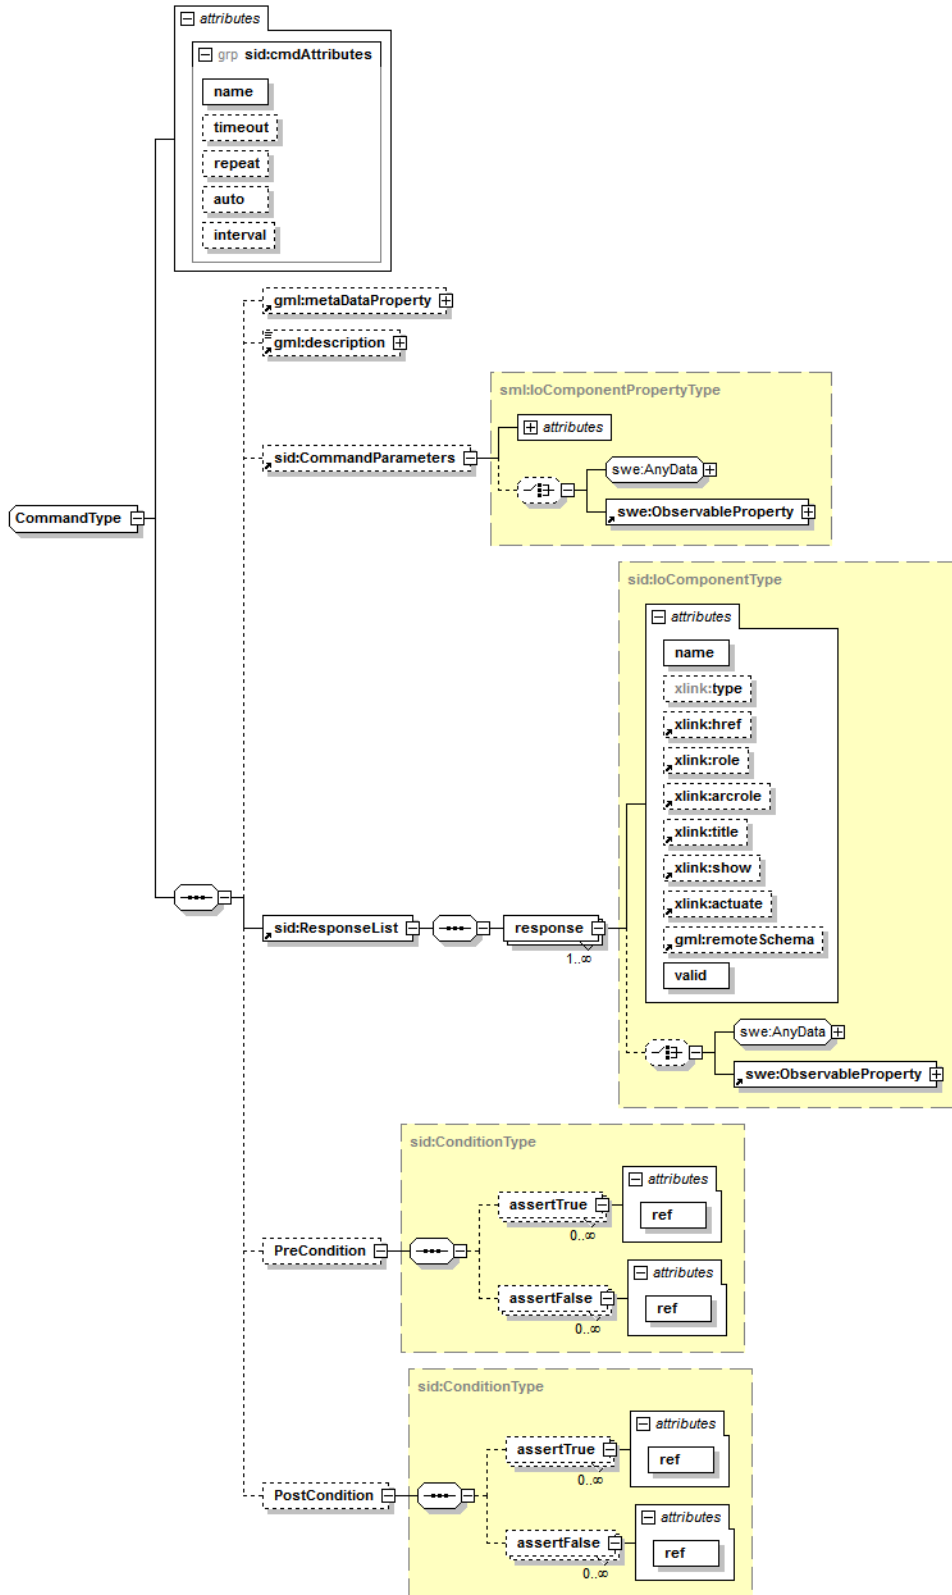 attributes
grp sid:cmdAttributes
name
timeout
repeat
auto
interval
gml:metaDataProperty
gml:description
sml:IoComponentPropertyType
attributes
sid:CommandParameters
swe:AnyData
swe:ObservableProperty
CommandType
sid:IoComponentType
attributes
name
xlink:type
xlink:href
xlink:role
xlink:arcrole
xlink:title
xlink:show
xlink:actuate
sid:ResponseList
response
1..∞
gml:remoteSchema
valid
swe:AnyData
swe:ObservableProperty
sid:ConditionType
attributes
assertTrue
ref
0..∞
PreCondition
attributes
assertFalse
ref
0..∞
sid:ConditionType
attributes
assertTrue
ref
0..∞
PostCondition
attributes
assertFalse
ref
0..∞